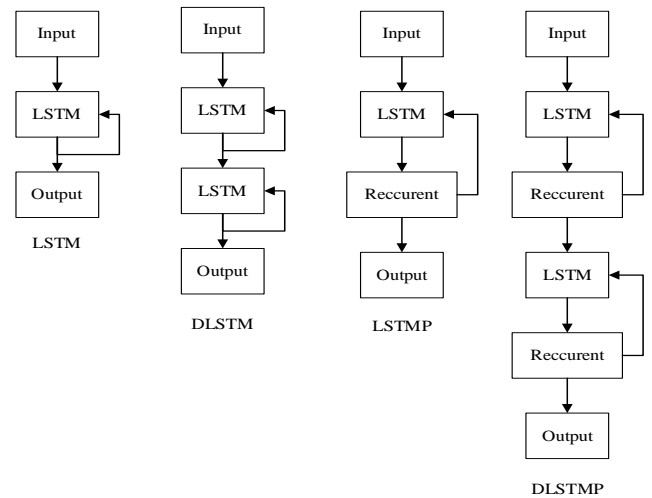 Input
LSTM
Output
LSTM
Input
LSTM
LSTM
Output
DLSTM
Input
LSTM
Reccurent
Output
LSTMP
Input
LSTM
Reccurent
LSTM
Reccurent
Output
DLSTMP